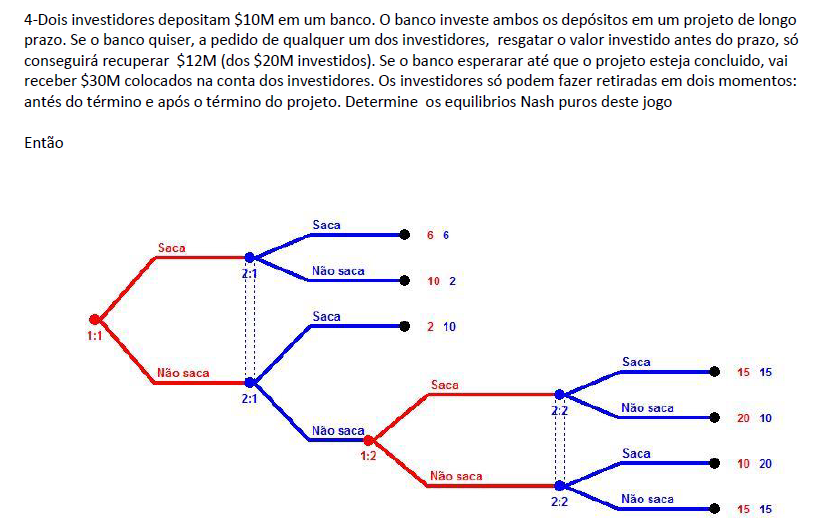 4-Dois investidores depositam $10M em um banco. O banco investe ambos os depósitos em um projeto de longo
prazo. Se o banco quiser, a pedido de qualquer um dos investidores, resgatar o valor investido antes do prazo, só
conseguirá recuperar $12M (dos $20M investidos). Se o banco esperarar até que o projeto esteja concluido, vai
receber $30M colocados na conta dos investidores. Os investidores só podem fazer retiradas em dois momentos:
antés do término e após o término do projeto. Determine os equilibrios Nash puros deste jogo
Então
Saca
6 6
Saca
2:1
Não saca
10 2
1:1
Saca
2 10
Não saca
2:1
Saca
15 15
Saca
2:2
Não saca
20 10
Não saca
1:2
Saca
10 20
Não saca
2:2
Não saca
15 15